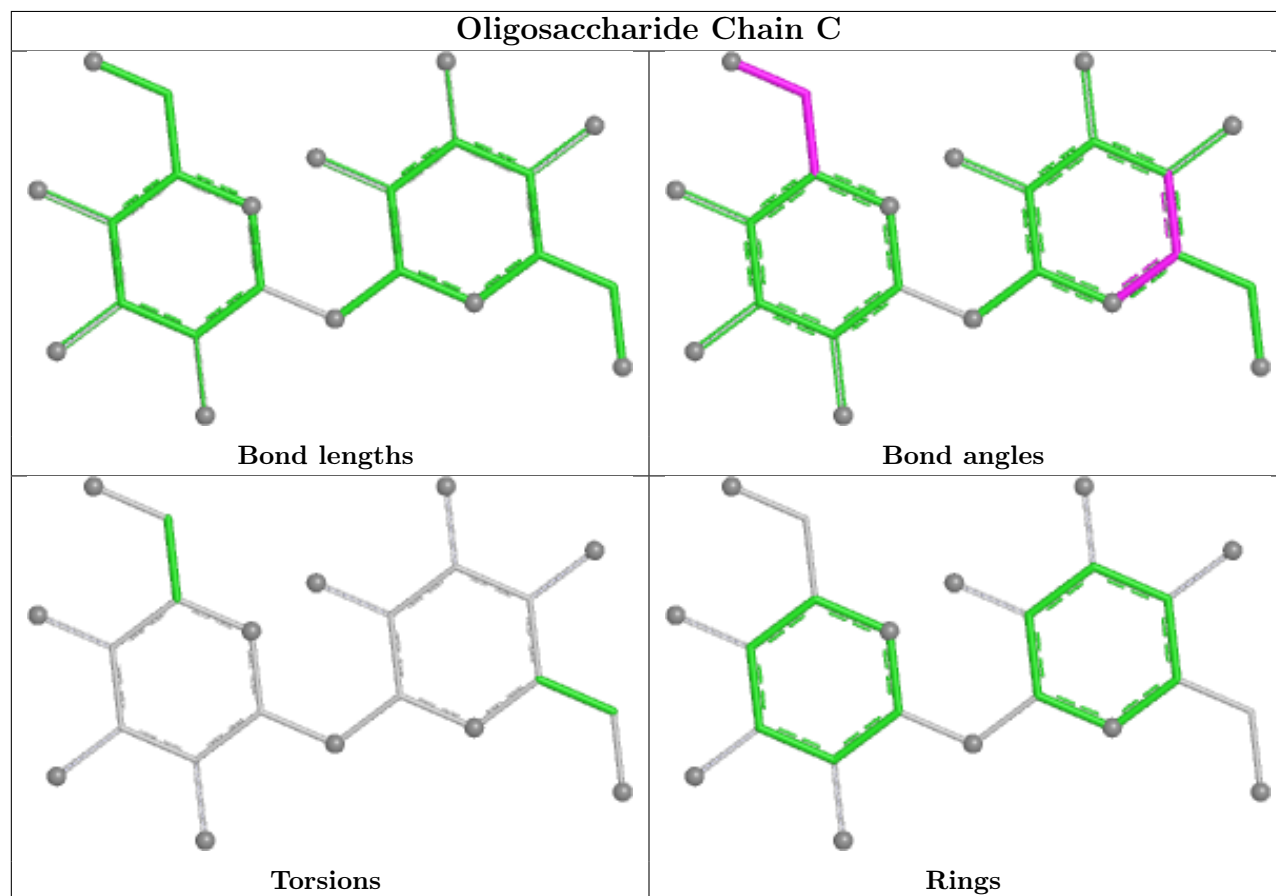 Oligosaccharide Chain C
Bond lengths
Bond angles
Torsions
Rings